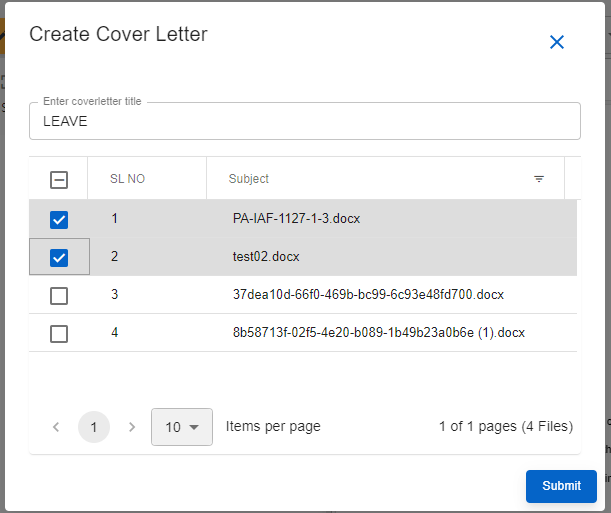 Create Cover Letter
Enter coverletter title
LEAVE
SL NO Subject
1 PA-IAF-1127-1-3.docx
2 test02.docx
3 37dea10d-66f0-469b-bc99-6c93e48fd700.docx
4 8b58713f-02f5-4e20-b089-1b49b23a0b6e (1).docx
1 10 Items per page 1 of 1 pages (4 Files)
Submit